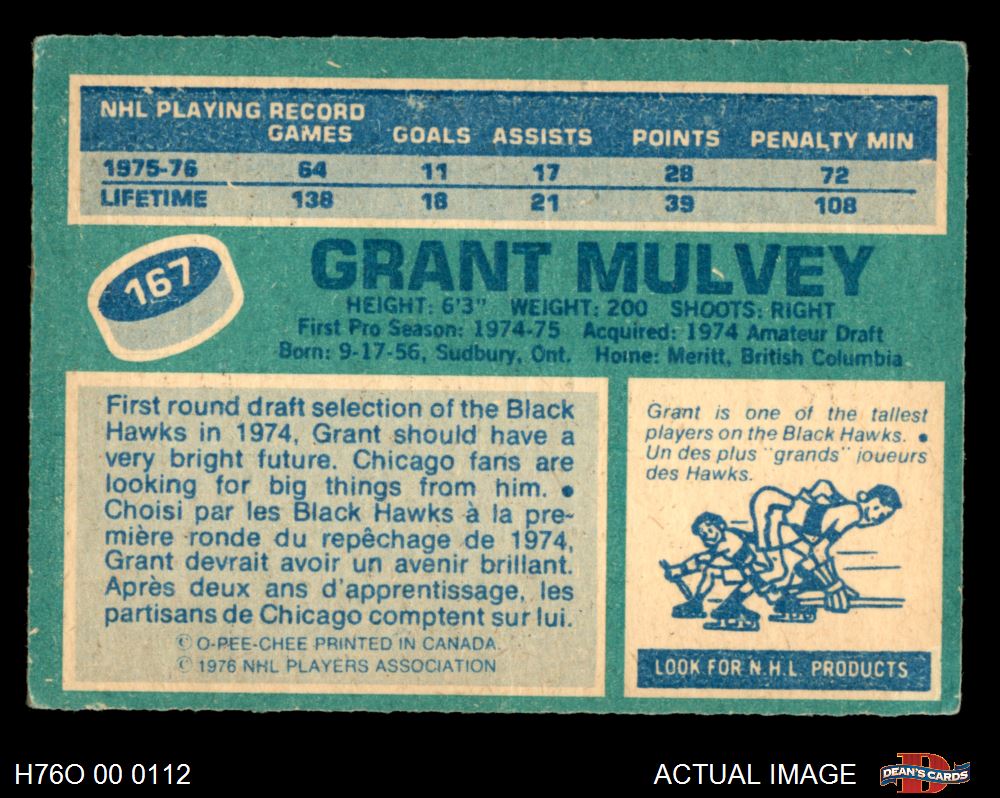 NHL PLAYING RECORD
GAMES GOALS ASSISTS POINTS PENALTY MIN
1975-76 64 11 17 28 72
LIFETIME 138 18 21 39 108
167
GRANT MULVEY
HEIGHT: 6'3" WEIGHT: 200 SHOOTS: RIGHT
First Pro Season: 1974-75 Acquired: 1974 Amateur Draft
Born: 9-17-56, Sudbury, Ont. Home: Meritt, British Columbia
First round draft selection of the Black
Hawks in 1974, Grant should have a
very bright future. Chicago fans are
looking for big things from him. •
Choisi par les Black Hawks à la pre-
mière ronde du repêchage de 1974,
Grant devrait avoir un avenir brillant.
Après deux ans d'apprentissage, les
partisans de Chicago comptent sur lui.
© O-PEE-CHEE PRINTED IN CANADA.
© 1976 NHL PLAYERS ASSOCIATION
Grant is one of the tallest
players on the Black Hawks. •
Un des plus "grands" joueurs
des Hawks.
LOOK FOR N.H.L. PRODUCTS
H76O 00 0112
ACTUAL IMAGE
D
DEAN'S CARDS